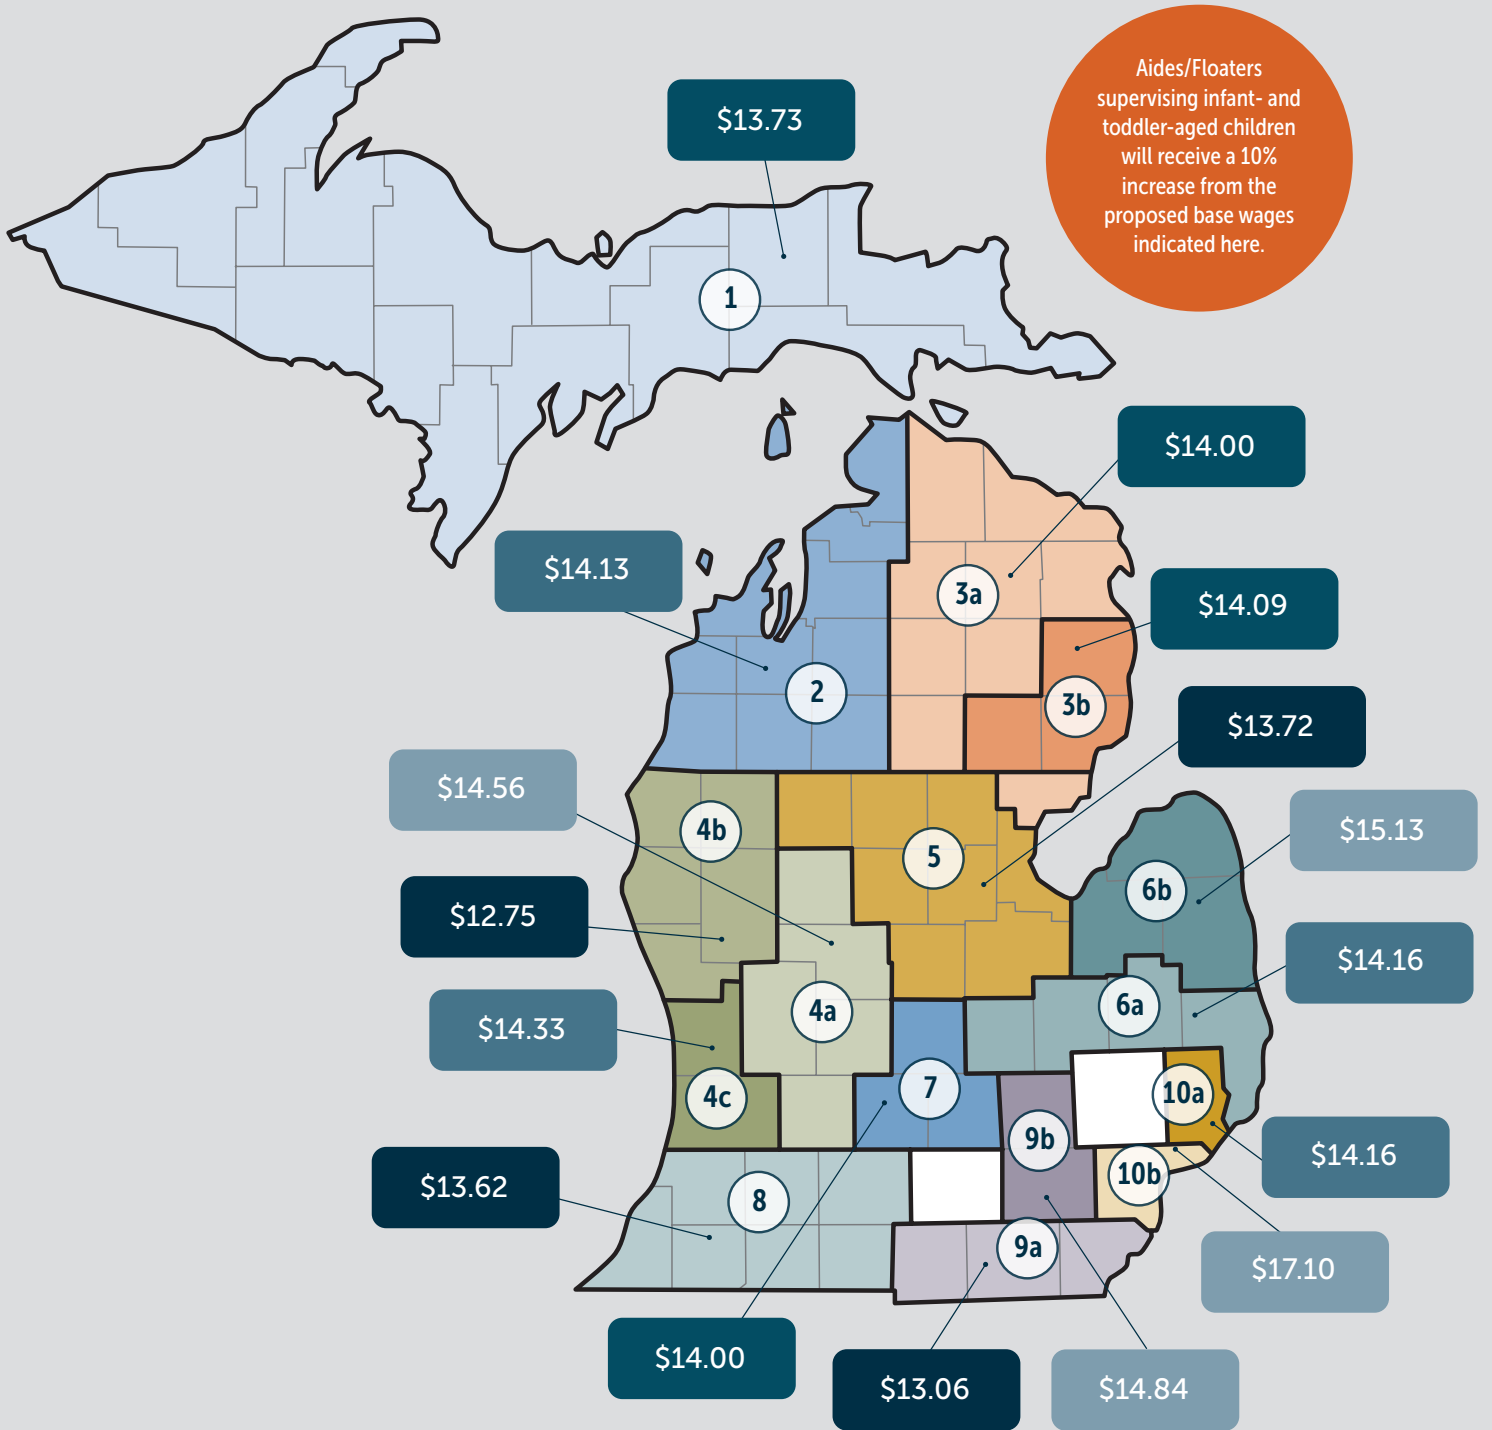 Aides/Floaters
supervising infant- and
toddler-aged children
will receive a 10%
increase from the
proposed base wages
indicated here.
$13.73
1
$14.00
$14.13
3a
$14.09
2
3b
$13.72
$14.56
4b
5
$15.13
6b
$12.75
$14.16
4a
6a
$14.33
4c
7
10a
9b
$14.16
10b
$13.62
8
9a
$17.10
$14.00
$13.06
$14.84